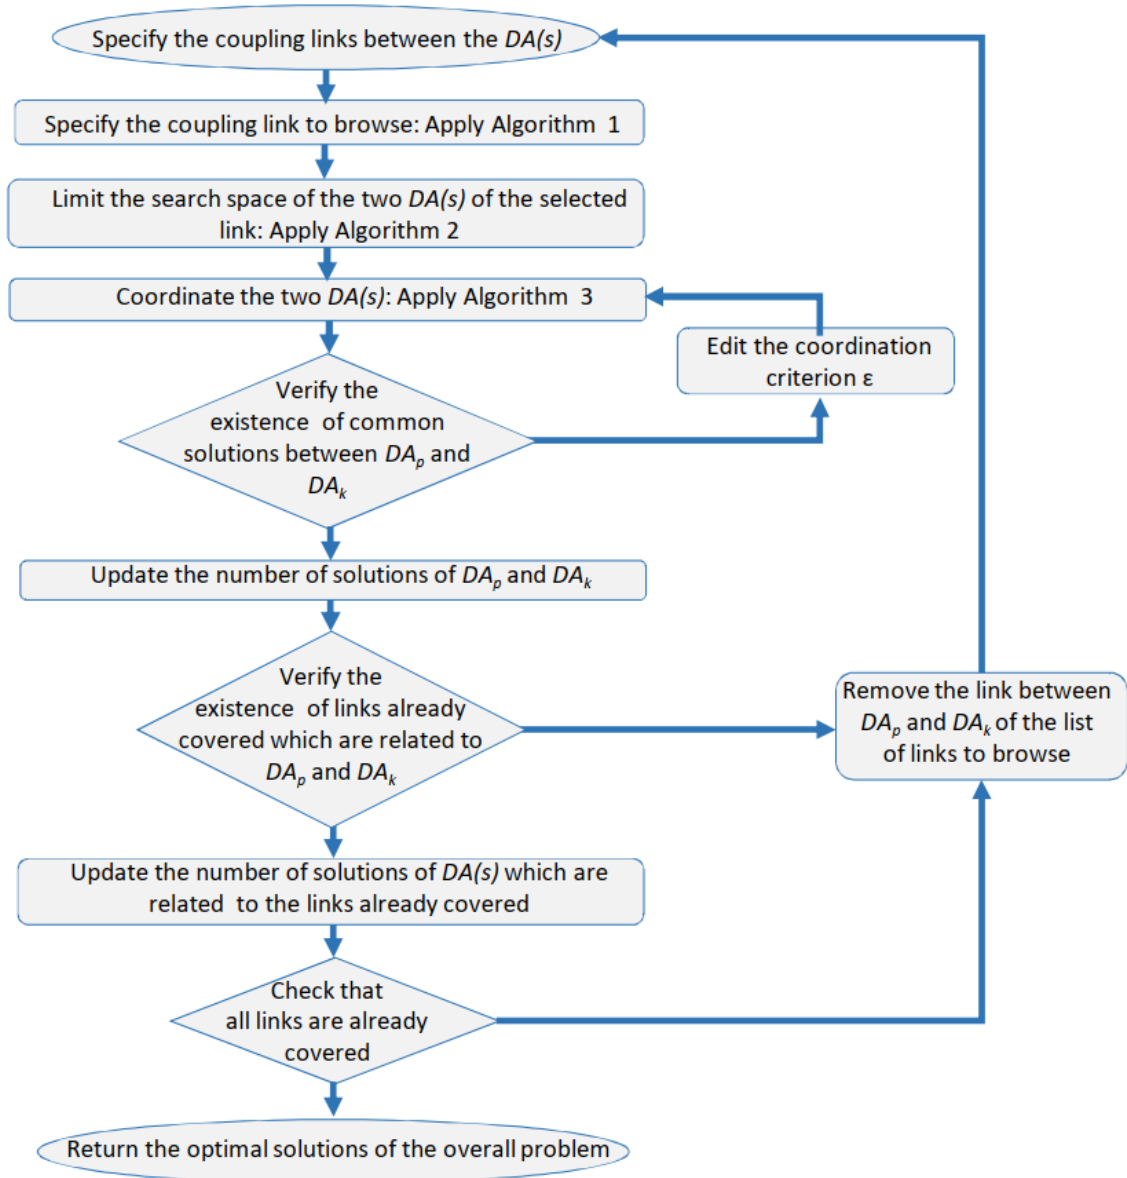 Specify the coupling links between the DA(s)
Specify the coupling link to browse: Apply Algorithm 1
Limit the search space of the two DA(s) of the selected
link: Apply Algorithm 2
Coordinate the two DA(s): Apply Algorithm 3
Edit the coordination
criterion ε
Verify the
existence of common
solutions between DAp and
DAk
Update the number of solutions of DAp and DAk
Verify the
existence of links already
covered which are related to
DAp and DAk
Remove the link between
DAp and DAk of the list
of links to browse
Update the number of solutions of DA(s) which are
related to the links already covered
Check that
all links are already
covered
Return the optimal solutions of the overall problem